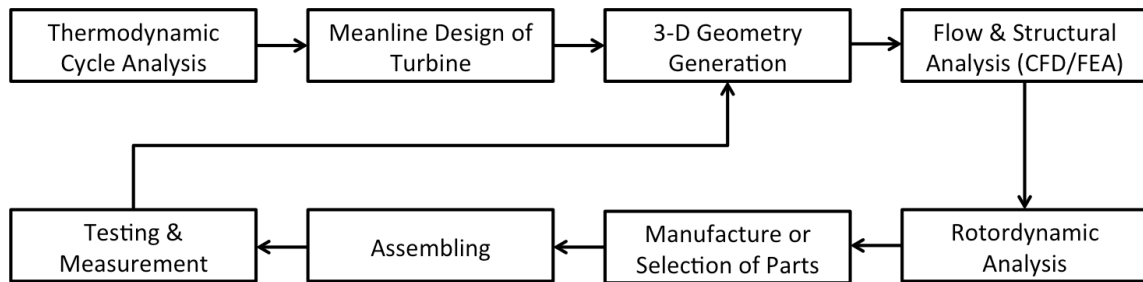 Thermodynamic
Cycle Analysis
Meanline Design of
Turbine
3-D Geometry
Generation
Flow & Structural
Analysis (CFD/FEA)
Testing &
Measurement
Assembling
Manufacture or
Selection of Parts
Rotordynamic
Analysis